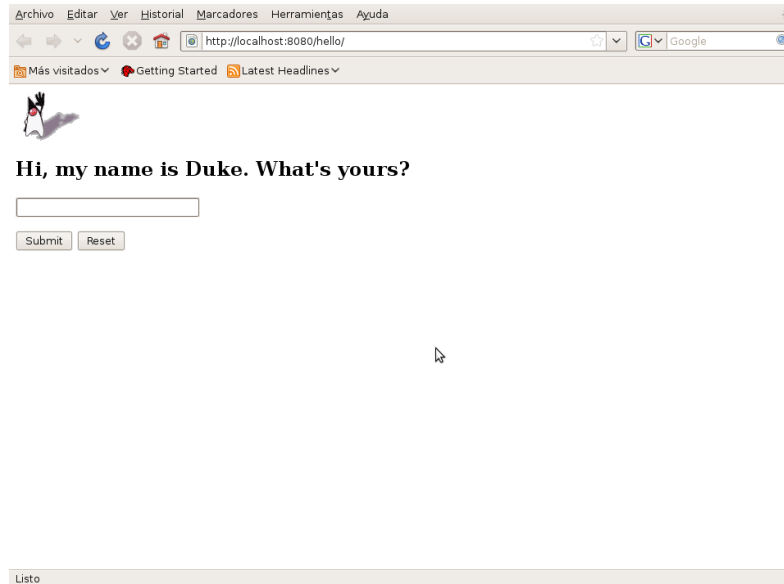 Archivo Editar Ver Historial Marcadores Herramientas Ayuda
http://localhost:8080/hello/ G Google
Más visitados Getting Started Latest Headlines
Hi, my name is Duke. What's yours?
Submit Reset
Listo